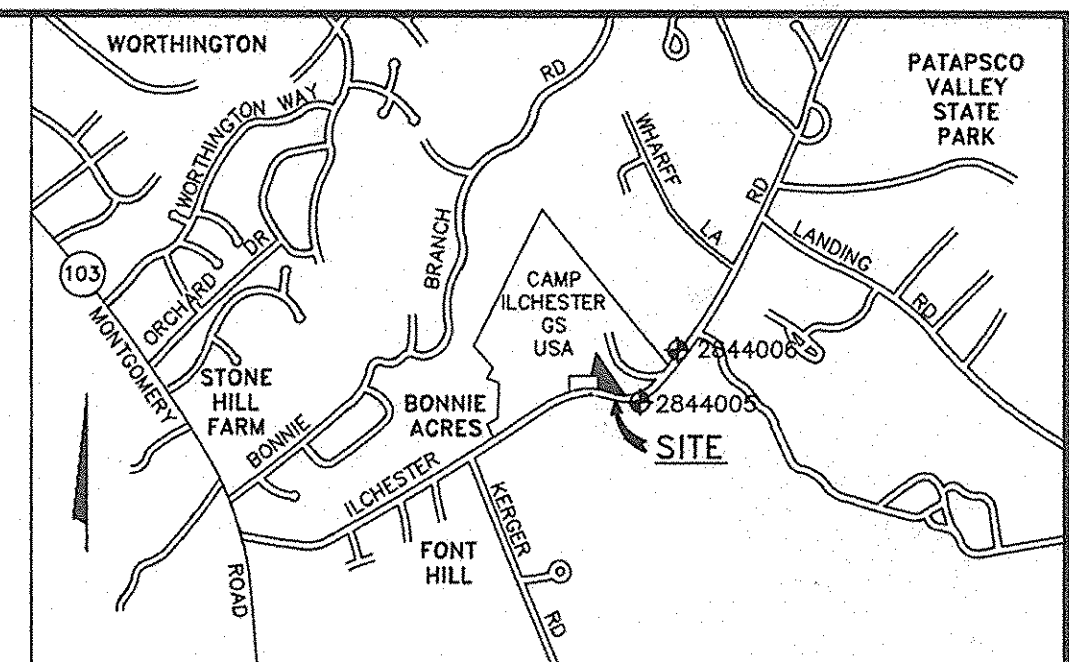 WORTHINGTON
WORTHINGTON WAY
RD
BRANCH
BONNIE
WHARFF
LA
RD
PATAPSCO
VALLEY
STATE
PARK
LANDING
RD
103
ORCHARD DR
MONTGOMERY
ROAD
STONE
HILL
FARM
CAMP
ILCHESTER
GS
USA
BONNIE
ACRES
2844006
2844005
SITE
ILCHESTER
KERGER
RD
FONT
HILL